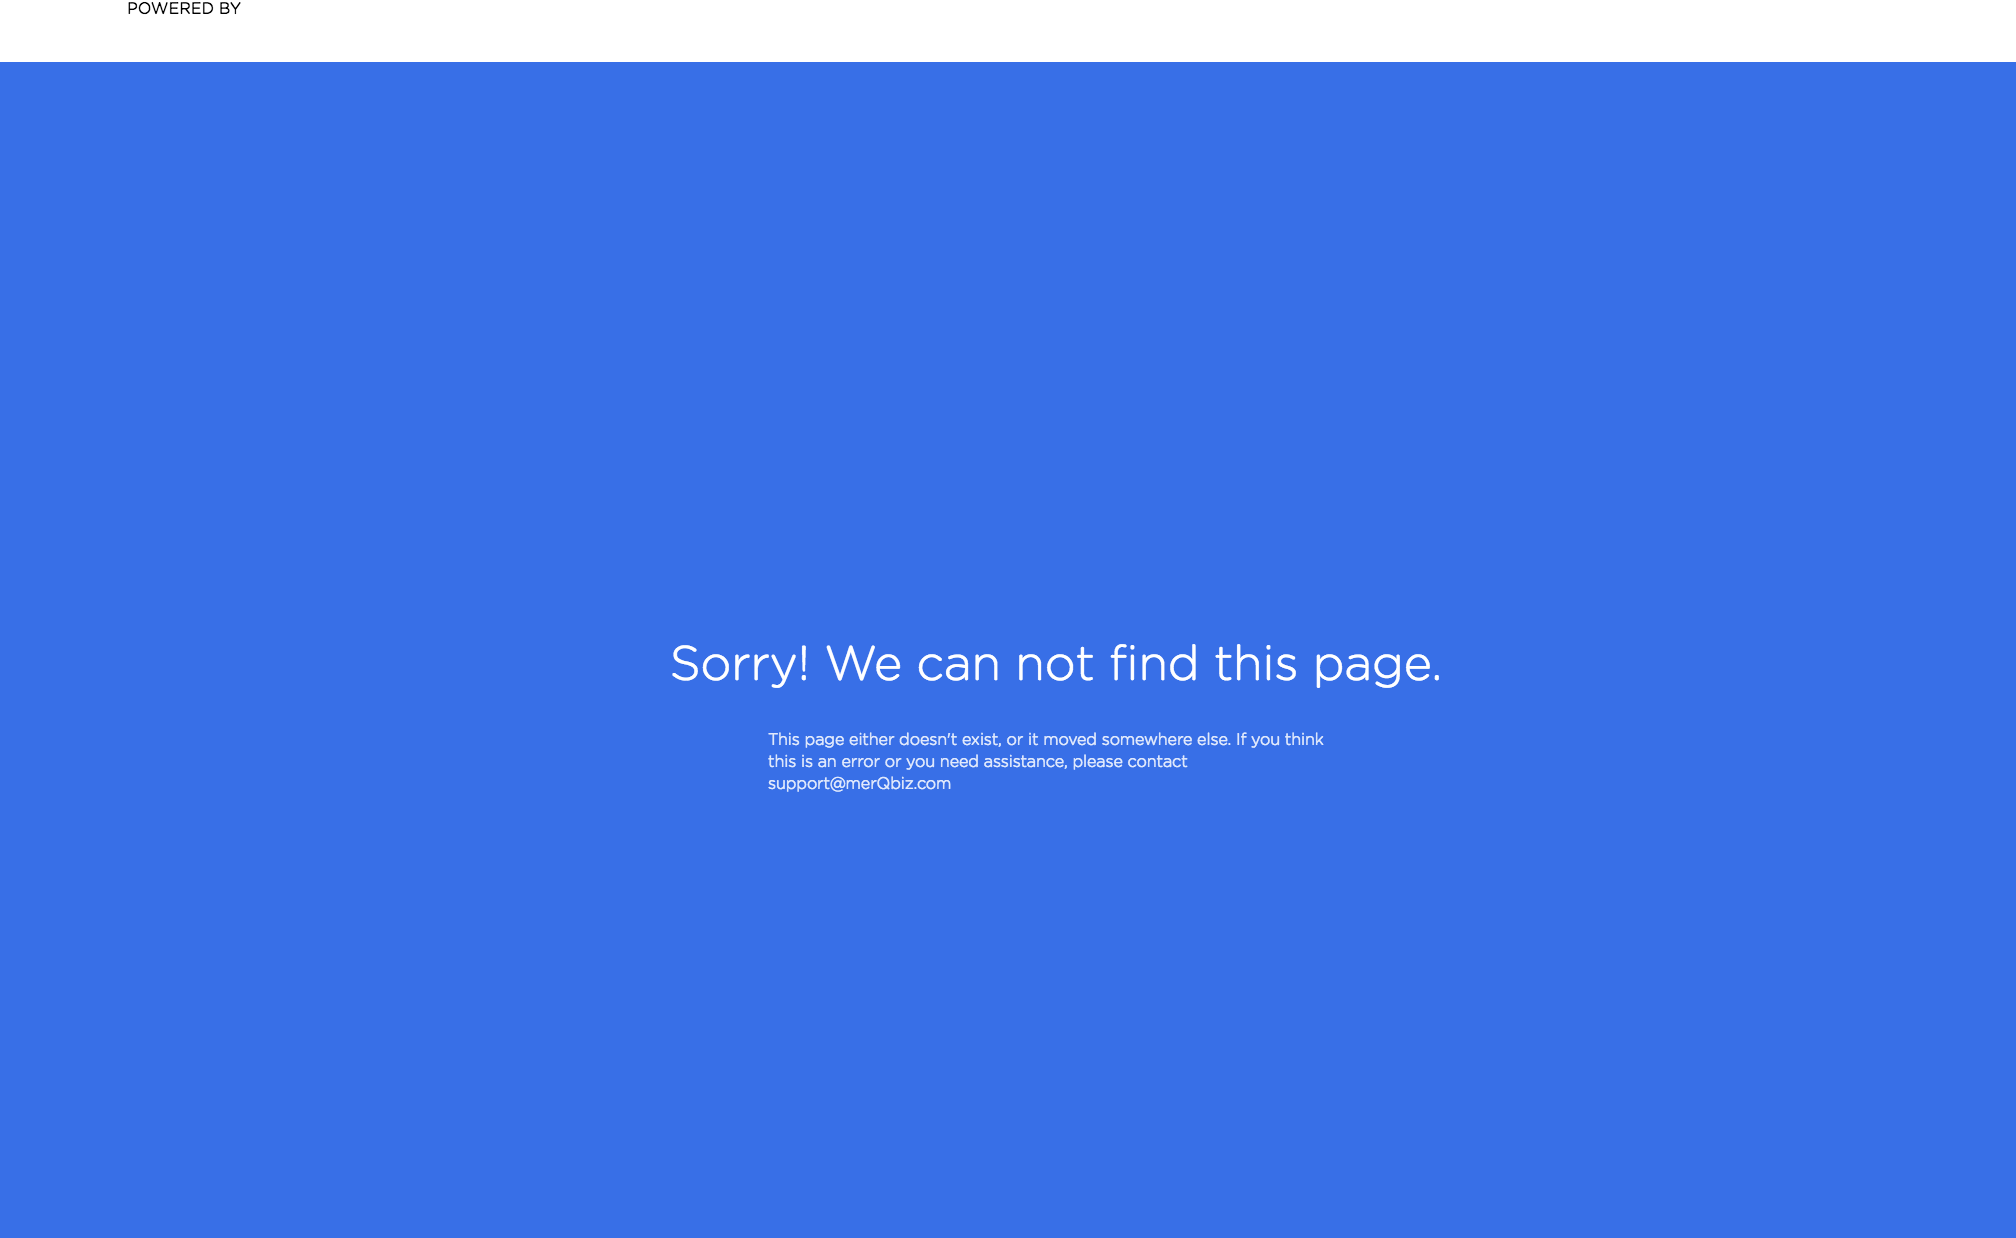 POWERED BY
Sorry! We can not find this page.
This page either doesn't exist, or it moved somewhere else. If you think
this is an error or you need assistance, please contact
support@merQbiz.com